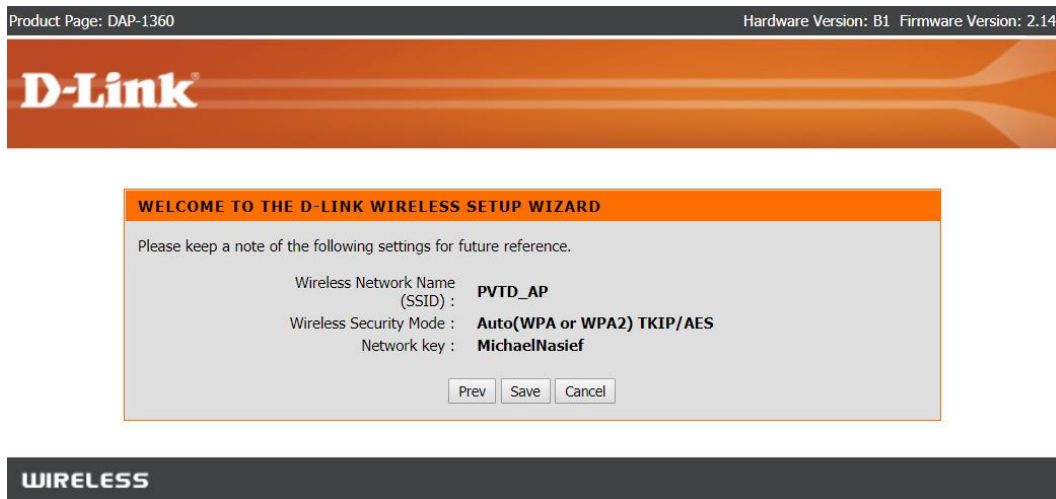 Product Page: DAP-1360 Hardware Version: B1 Firmware Version: 2.14
D-Link
WELCOME TO THE D-LINK WIRELESS SETUP WIZARD
Please keep a note of the following settings for future reference.
Wireless Network Name
(SSID) : PVTD_AP
Wireless Security Mode : Auto(WPA or WPA2) TKIP/AES
Network key : MichaelNasief
Prev Save Cancel
WIRELESS